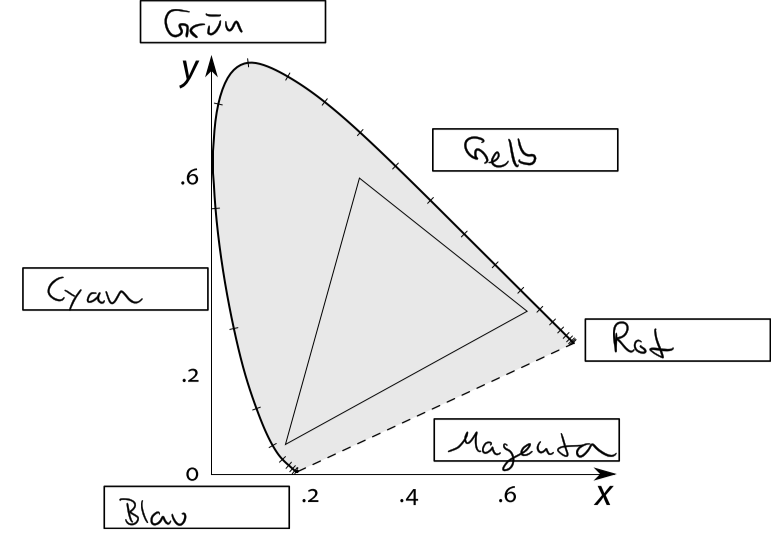 Grün
y
Gelb
.6
Cyan
Rot
.2
Magenta
0
.2 .4 .6 x
Blau